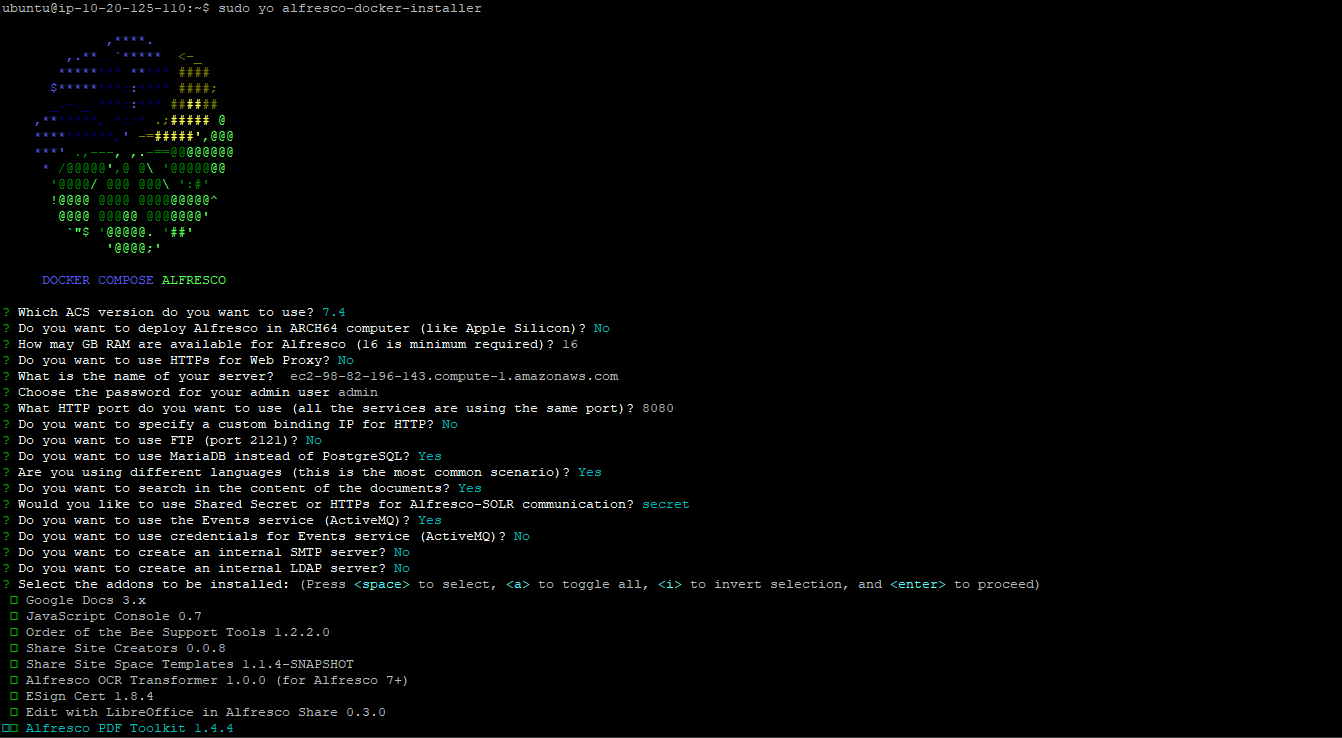 ubuntu@ip-10-20-125-110:~$ sudo yo alfresco-docker-installer
DOCKER COMPOSE ALFRESCO
? Which ACS version do you want to use? 7.4
? Do you want to deploy Alfresco in ARCH64 computer (like Apple Silicon)? No
? How may GB RAM are available for Alfresco (16 is minimum required)? 16
? Do you want to use HTTPs for Web Proxy? No
? What is the name of your server?  ec2-98-82-196-143.compute-1.amazonaws.com
? Choose the password for your admin user admin
? What HTTP port do you want to use (all the services are using the same port)? 8080
? Do you want to specify a custom binding IP for HTTP? No
? Do you want to use FTP (port 2121)? No
? Do you want to use MariaDB instead of PostgreSQL? Yes
? Are you using different languages (this is the most common scenario)? Yes
? Do you want to search in the content of the documents? Yes
? Would you like to use Shared Secret or HTTPs for Alfresco-SOLR communication? secret
? Do you want to use the Events service (ActiveMQ)? Yes
? Do you want to use credentials for Events service (ActiveMQ)? No
? Do you want to create an internal SMTP server? No
? Do you want to create an internal LDAP server? No
? Select the addons to be installed: (Press <space> to select, <a> to toggle all, <i> to invert selection, and <enter> to proceed)
Google Docs 3.x
JavaScript Console 0.7
Order of the Bee Support Tools 1.2.2.0
Share Site Creators 0.0.8
Share Site Space Templates 1.1.4-SNAPSHOT
Alfresco OCR Transformer 1.0.0 (for Alfresco 7+)
ESign Cert 1.8.4
Edit with LibreOffice in Alfresco Share 0.3.0
Alfresco PDF Toolkit 1.4.4